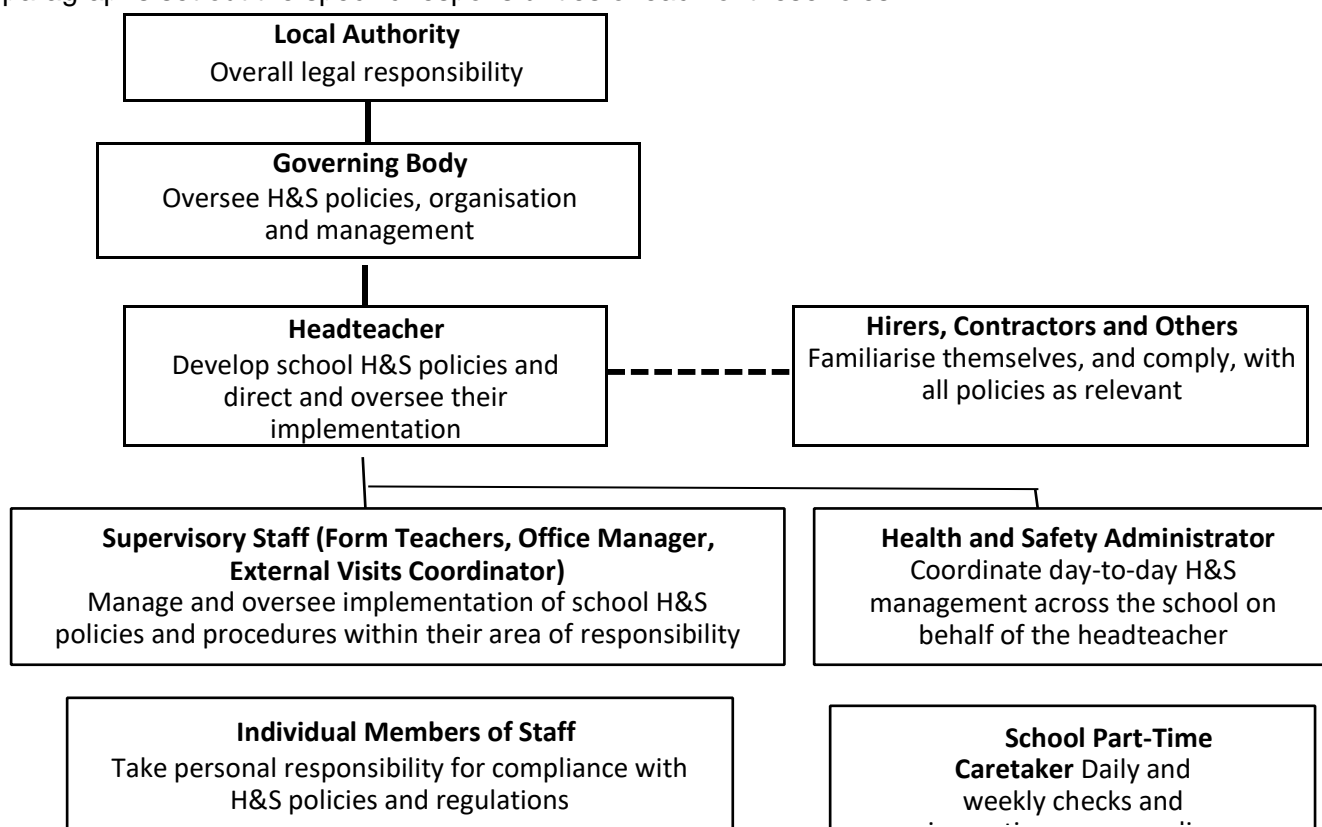 Local Authority
Overall legal responsibility
Governing Body
Oversee H&S policies, organisation
and management
Headteacher
Develop school H&S policies and
direct and oversee their
implementation
Hirers, Contractors and Others
Familiarise themselves, and comply, with
all policies as relevant
Supervisory Staff (Form Teachers, Office Manager,
External Visits Coordinator)
Manage and oversee implementation of school H&S
policies and procedures within their area of responsibility
Health and Safety Administrator
Coordinate day-to-day H&S
management across the school on
behalf of the headteacher
Individual Members of Staff
Take personal responsibility for compliance with
H&S policies and regulations
School Part-Time
Caretaker Daily and
weekly checks and